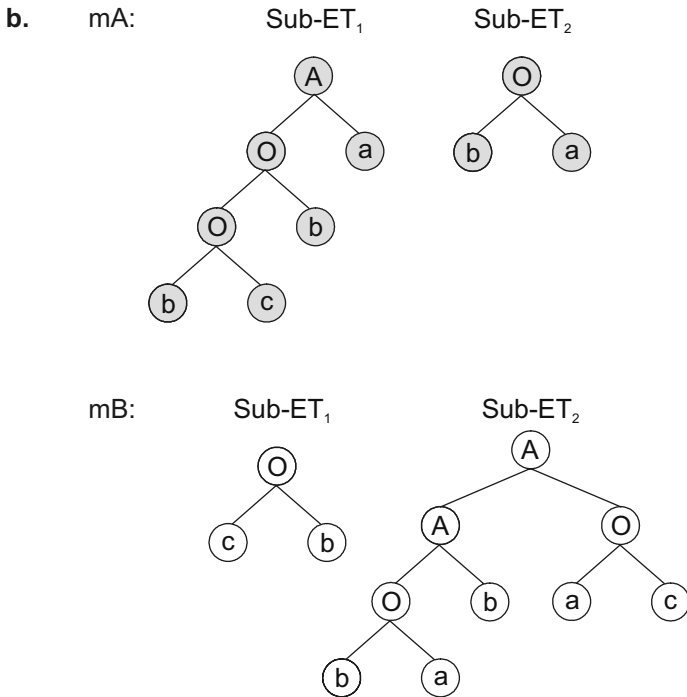 b. mA: Sub-ET₁ Sub-ET₂
A O
O a b a
O b
b c
mB: Sub-ET₁ Sub-ET₂
A
O
A O
c b
O b a c
b a